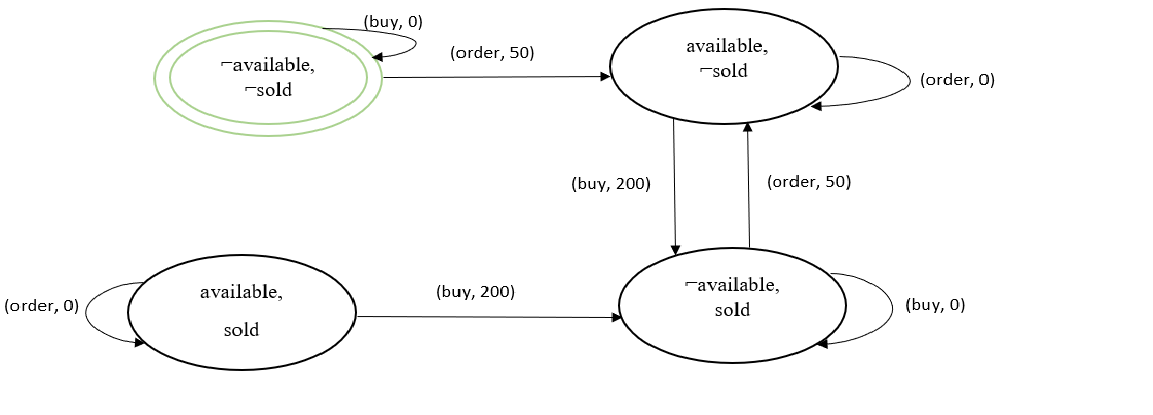 (buy, 0)
(order, 50)
¬available,
¬sold
available,
¬sold
(order, 0)
(buy, 200)
(order, 50)
(order, 0)
available,
sold
(buy, 200)
¬available,
sold
(buy, 0)